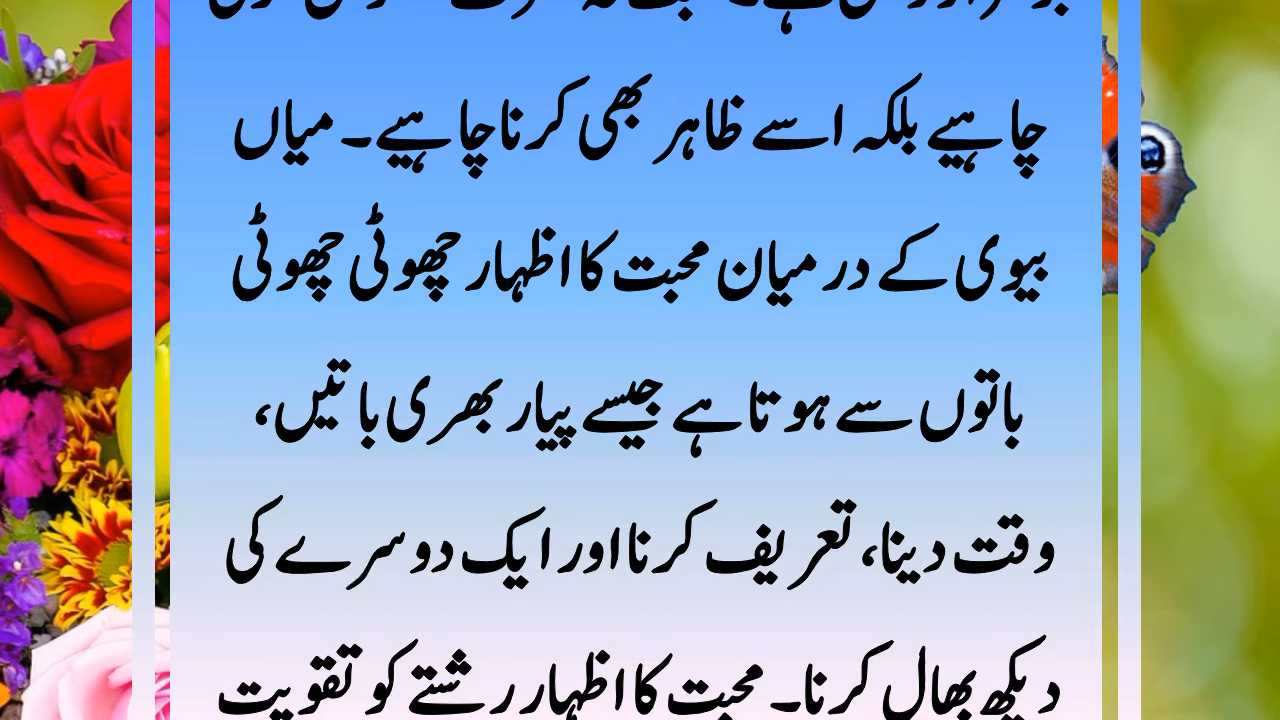 چاہیے بلکہ اسے ظاہر بھی کرنا چاہیے۔ میاں
بیوی کے درمیان محبت کا اظہار چھوٹی چھوٹی
باتوں سے ہوتا ہے جیسے پیار بھری باتیں،
وقت دینا، تعریف کرنا اور ایک دوسرے کی
دیکھ بھال کرنا۔ محبت کا اظہار رشتے کو تقویت